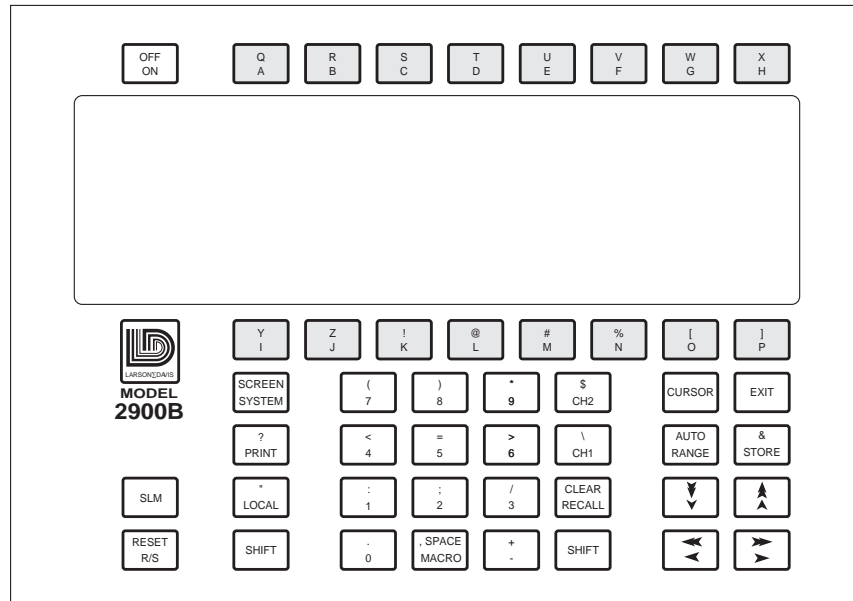 OFF Q R S T U V W X
ON A B C D E F G H
Y Z ! @ # % [ ]
I J K L M N O P
LARSON∑DAVIS
MODEL
2900B
SCREEN ( ) * $
SYSTEM 7 8 9 CH2 CURSOR EXIT
? < = > \ AUTO &
PRINT 4 5 6 CH1 RANGE STORE
" : ; / CLEAR
SLM LOCAL 1 2 3 RECALL
RESET . , SPACE +
R/S SHIFT 0 MACRO - SHIFT